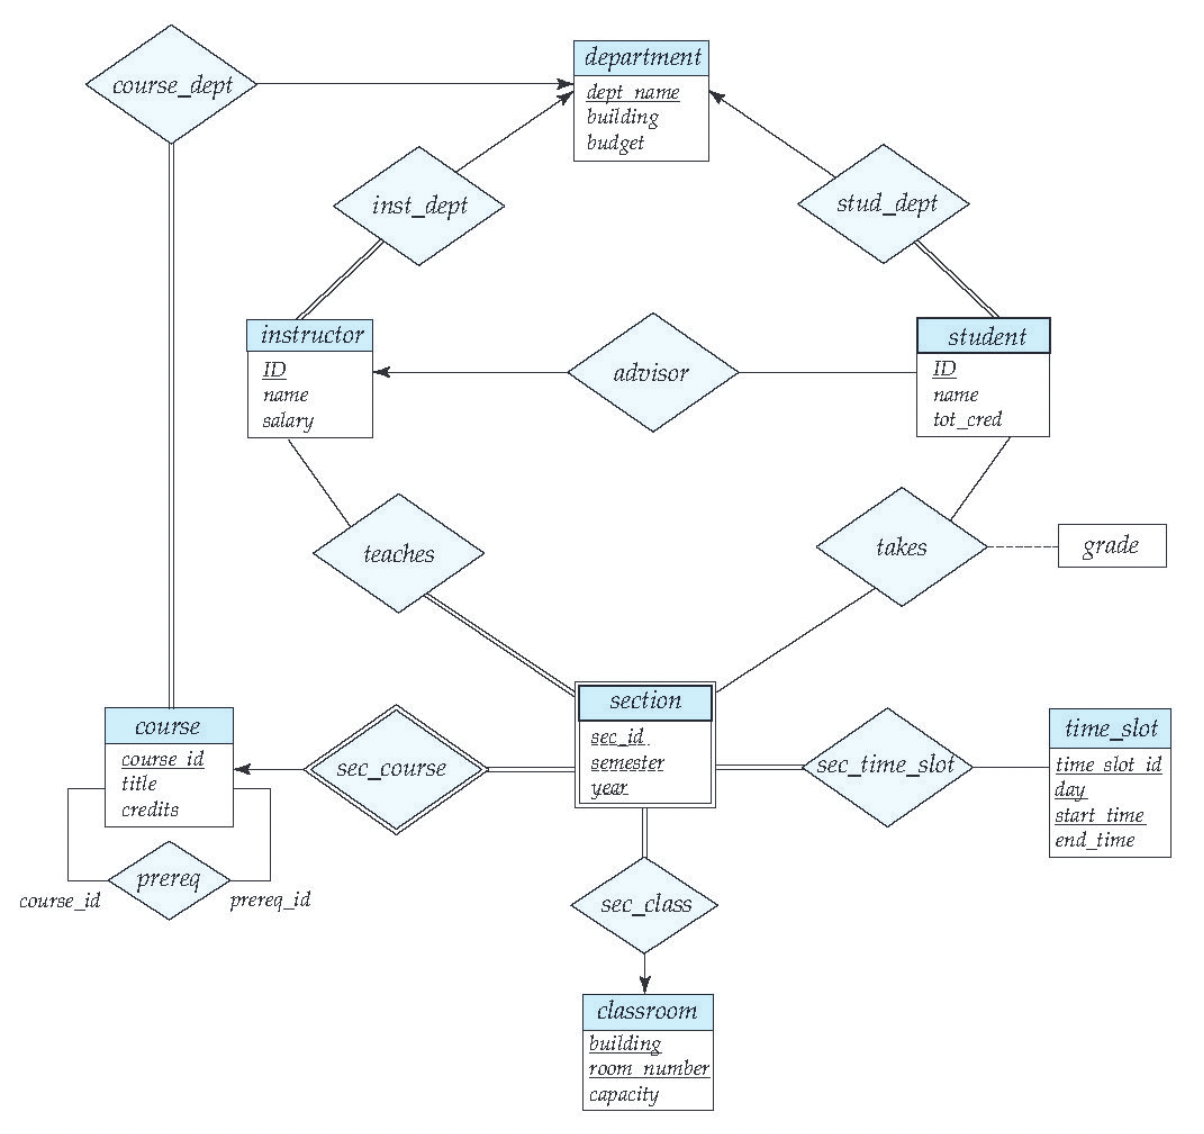 course_dept
department
dept_name
building
budget
inst_dept
stud_dept
instructor
ID
name
salary
advisor
student
ID
name
tot_cred
teaches
takes
grade
course
course_id
title
credits
sec_course
section
sec_id
semester
year
sec_time_slot
time_slot
time_slot_id
day
start_time
end_time
prereq
course_id
prereq_id
sec_class
classroom
building
room_number
capacity